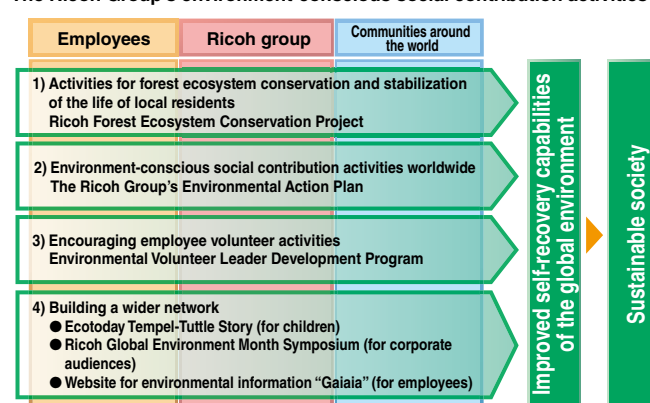 The Ricoh Group's environment-conscious social contribution activities
Employees
Ricoh group
Communities around
the world
1) Activities for forest ecosystem conservation and stabilization
of the life of local residents
Ricoh Forest Ecosystem Conservation Project
2) Environment-conscious social contribution activities worldwide
The Ricoh Group's Environmental Action Plan
3) Encouraging employee volunteer activities
Environmental Volunteer Leader Development Program
4) Building a wider network
● Ecotoday Tempel-Tuttle Story (for children)
● Ricoh Global Environment Month Symposium (for corporate
audiences)
● Website for environmental information “Gaiaia” (for employees)
Improved self-recovery capabilities
of the global environment
Sustainable society